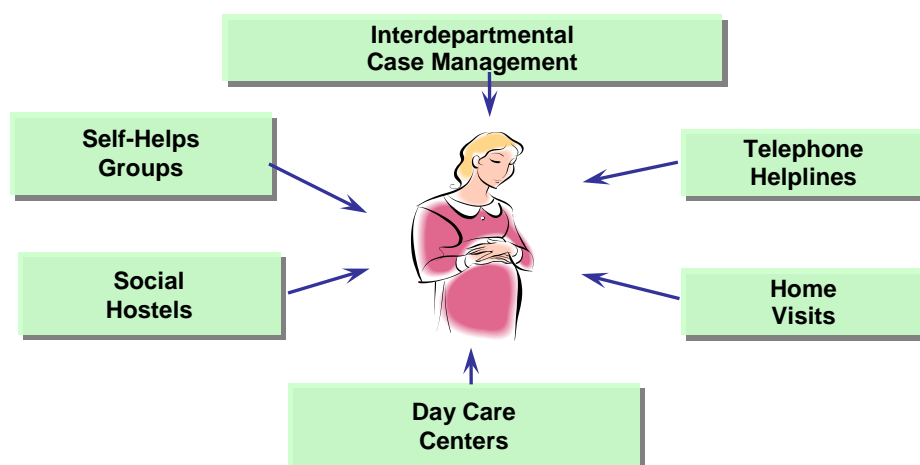 Interdepartmental
Case Management
Self-Helps
Groups
Telephone
Helplines
Social
Hostels
Home
Visits
Day Care
Centers